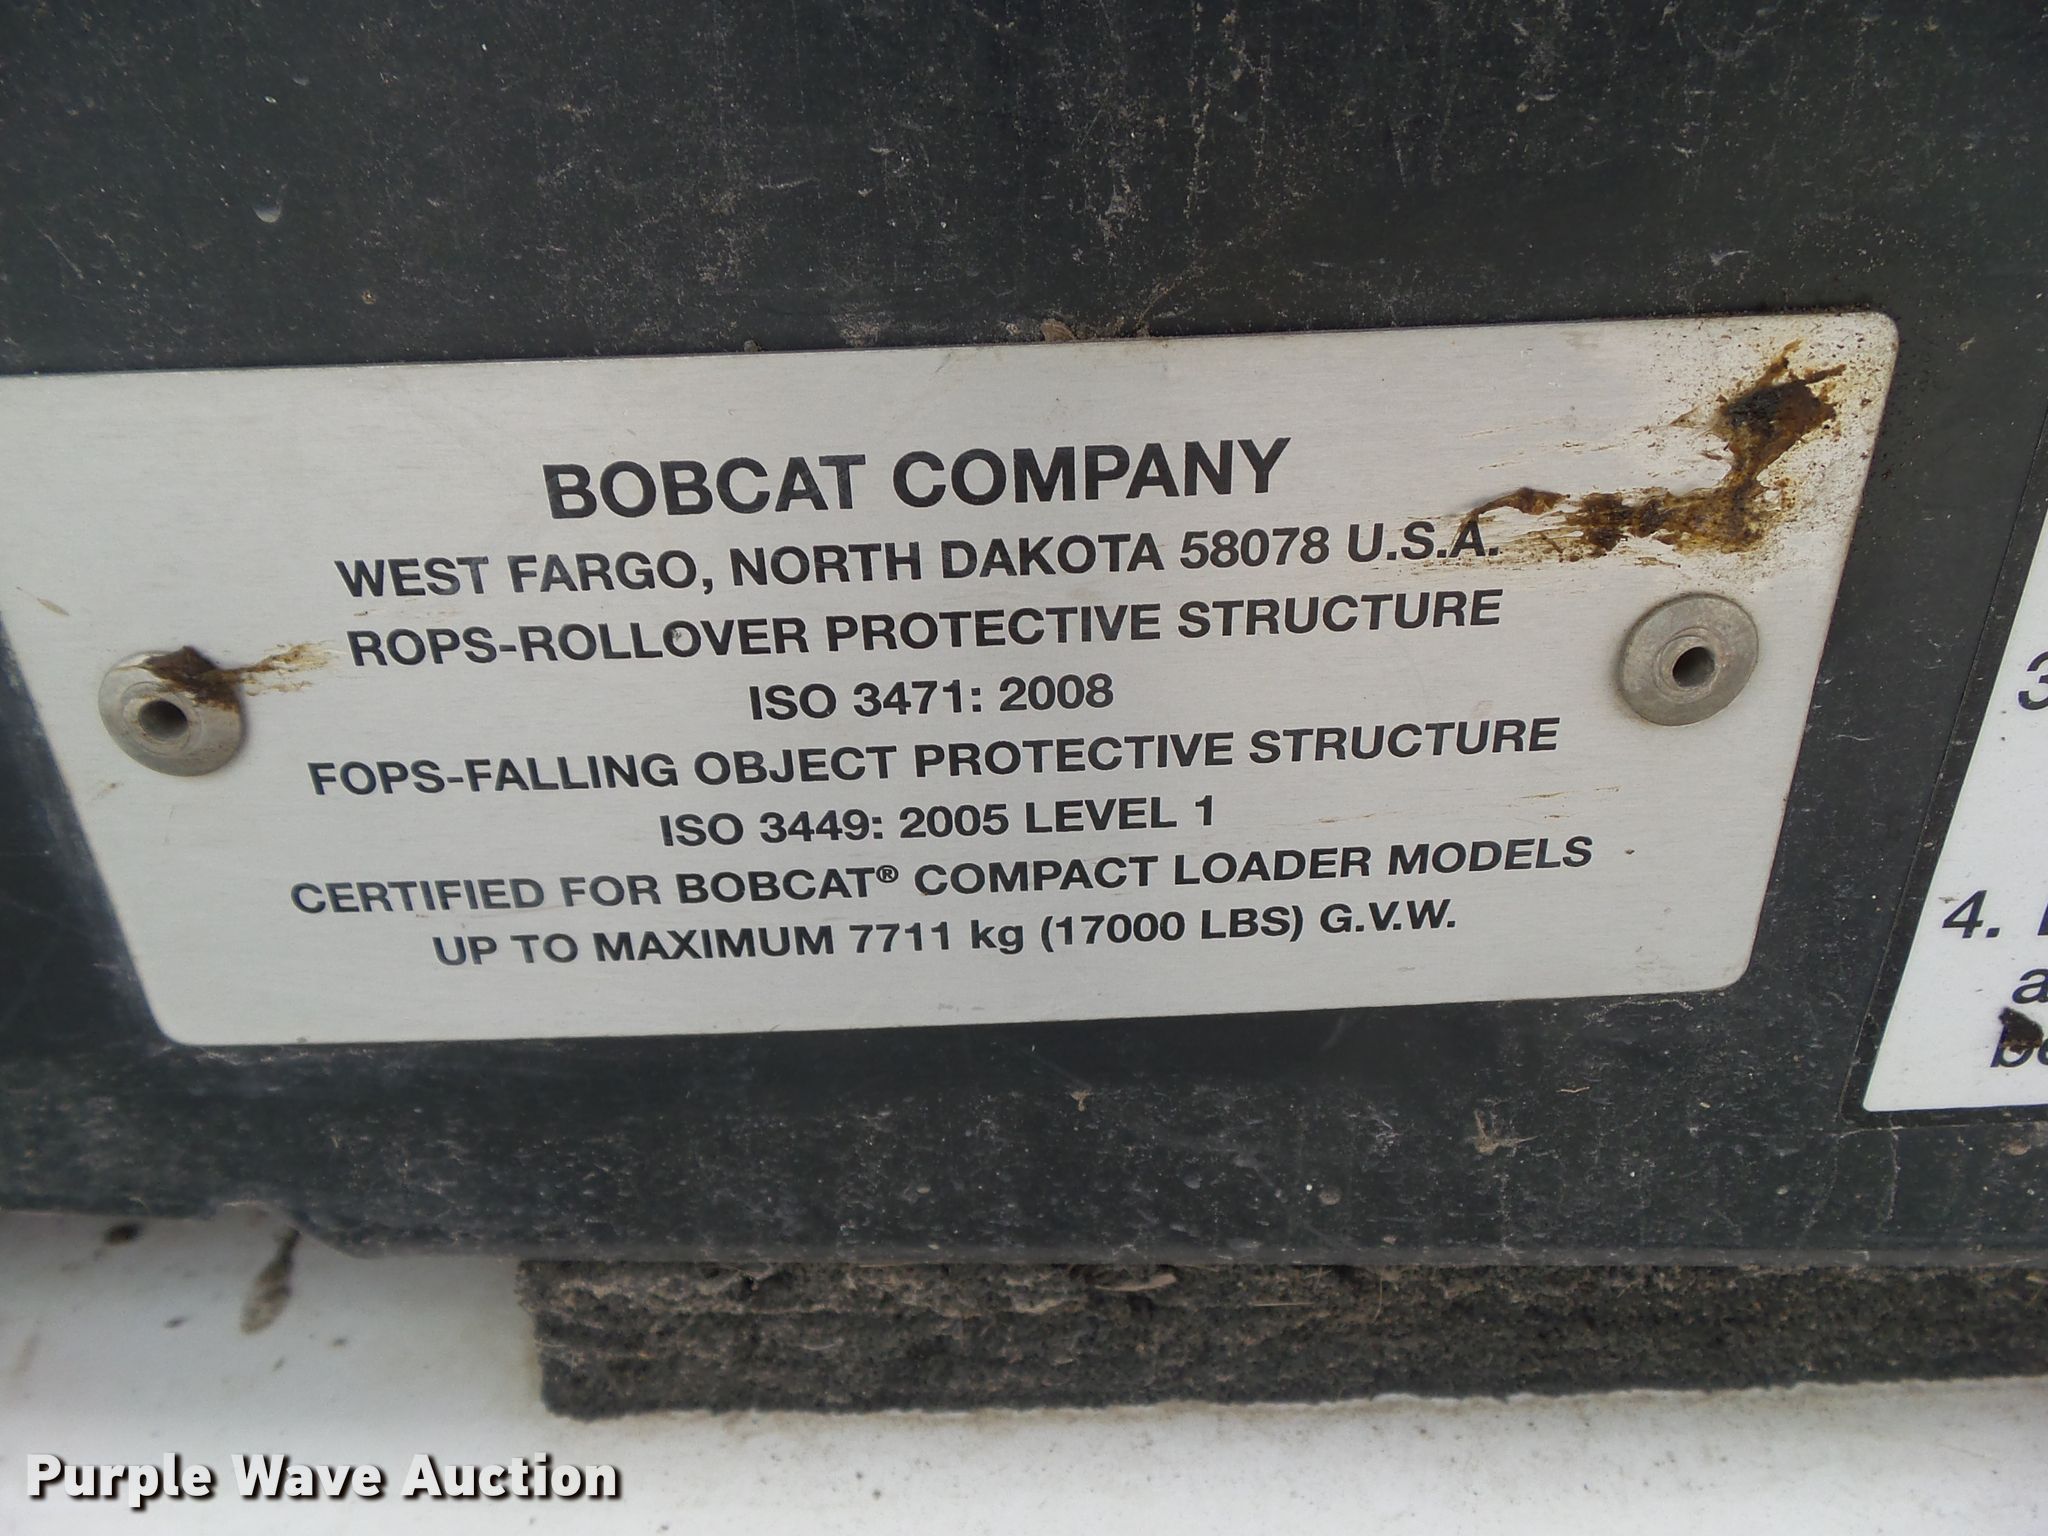 BOBCAT COMPANY
WEST FARGO, NORTH DAKOTA 58078 U.S.A.
ROPS-ROLLOVER PROTECTIVE STRUCTURE
ISO 3471: 2008
FOPS-FALLING OBJECT PROTECTIVE STRUCTURE
ISO 3449: 2005 LEVEL 1
CERTIFIED FOR BOBCAT® COMPACT LOADER MODELS
UP TO MAXIMUM 7711 kg (17000 LBS) G.V.W.
3
4.
Purple Wave Auction